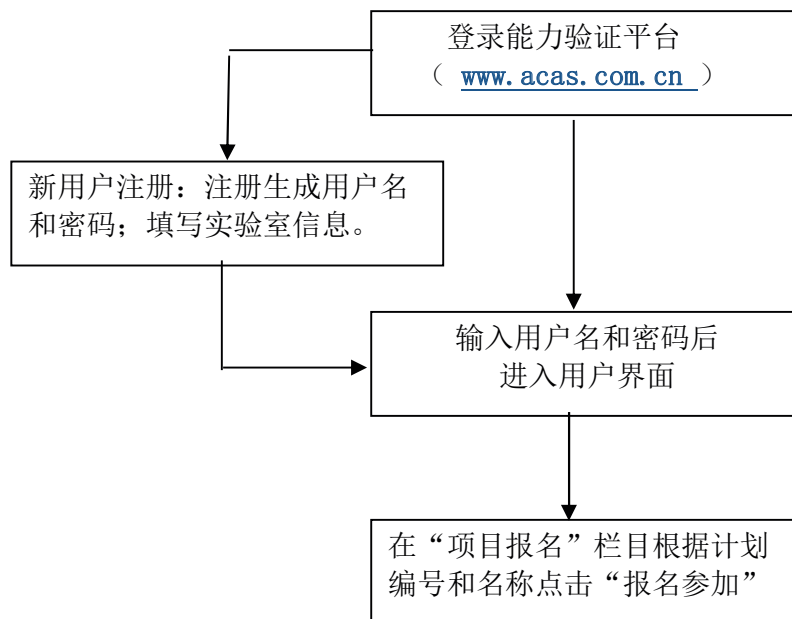 登录能力验证平台
（ www.acas.com.cn ）
新用户注册：注册生成用户名
和密码；填写实验室信息。
输入用户名和密码后
进入用户界面
在“项目报名”栏目根据计划
编号和名称点击“报名参加”